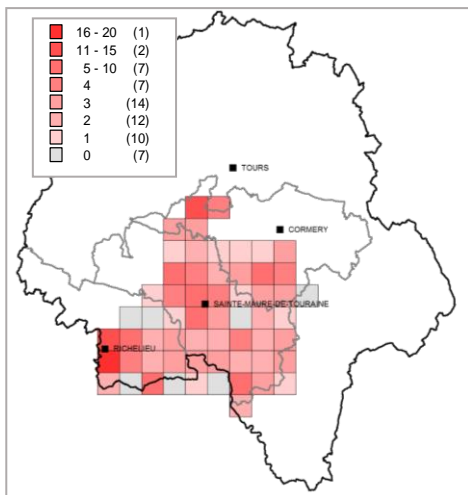 16 - 20 (1)
11 - 15 (2)
5 - 10 (7)
4 (7)
3 (14)
2 (12)
1 (10)
0 (7)
TOURS
CORMERY
SAINTE-MAURE-DE-TOURAINE
RICHELIEU